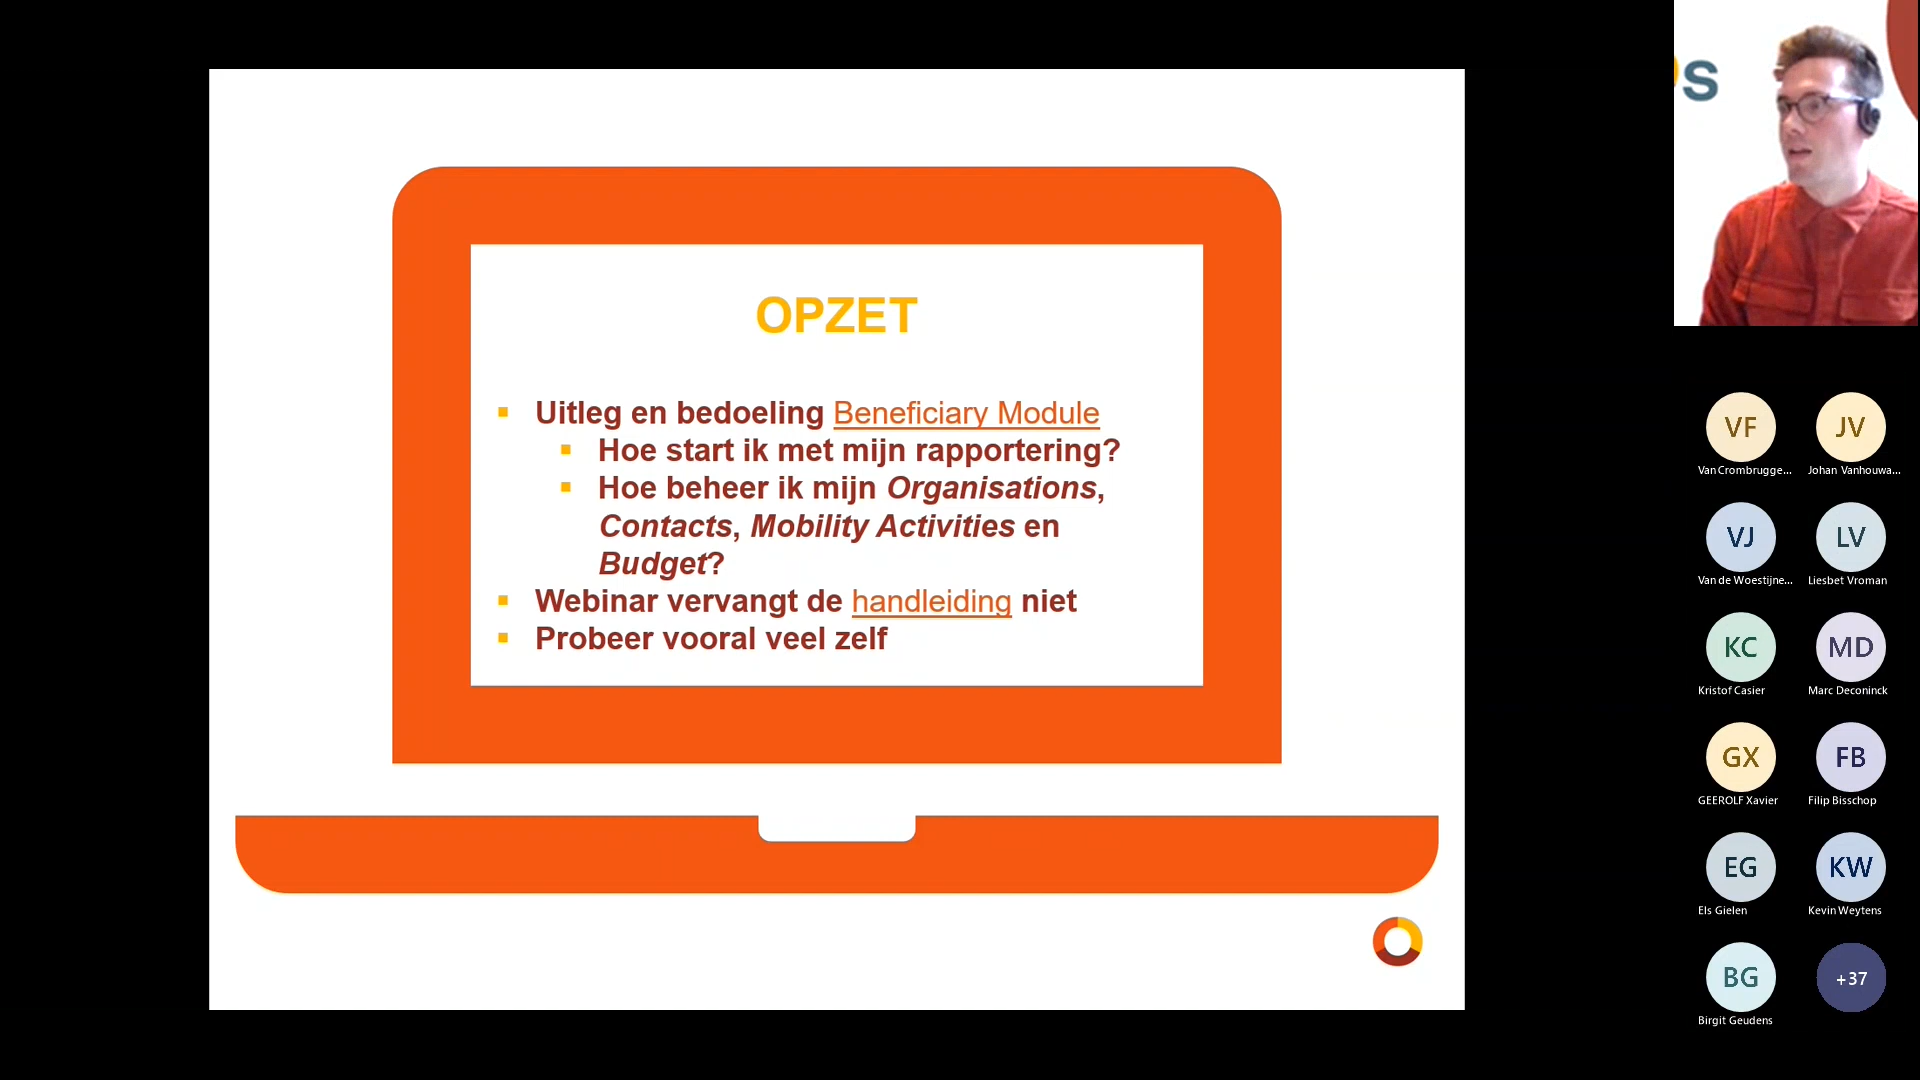 OPZET
Uitleg en bedoeling Beneficiary Module
Hoe start ik met mijn rapportering?
Hoe beheer ik mijn Organisations,
Contacts, Mobility Activities en
Budget?
Webinar vervangt de handleiding niet
Probeer vooral veel zelf
s
VF
JV
Van Crombrugge...
Johan Vanhouwa...
VJ
LV
Van de Woestijne...
Liesbet Vroman
KC
MD
Kristof Casier
Marc Deconinck
GX
FB
GEEROLF Xavier
Filip Bisschop
EG
KW
Els Gielen
Kevin Weytens
BG
+37
Birgit Geudens